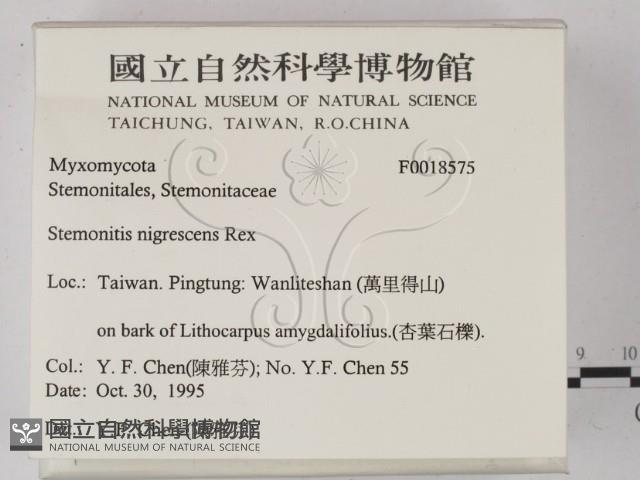 國立自然科學博物館
NATIONAL MUSEUM OF NATURAL SCIENCE
TAICHUNG, TAIWAN, R.O.CHINA
Myxomycota F0018575
Stemonitales, Stemonitaceae
Stemonitis nigrescens Rex
Loc.: Taiwan. Pingtung: Wanliteshan (萬里得山)
on bark of Lithocarpus amygdalifolius.(杏葉石櫟).
Col.: Y. F. Chen(陳雅芬); No. Y.F. Chen 55
Date: Oct. 30, 1995
國立自然科學博物館
NATIONAL MUSEUM OF NATURAL SCIENCE
9 10